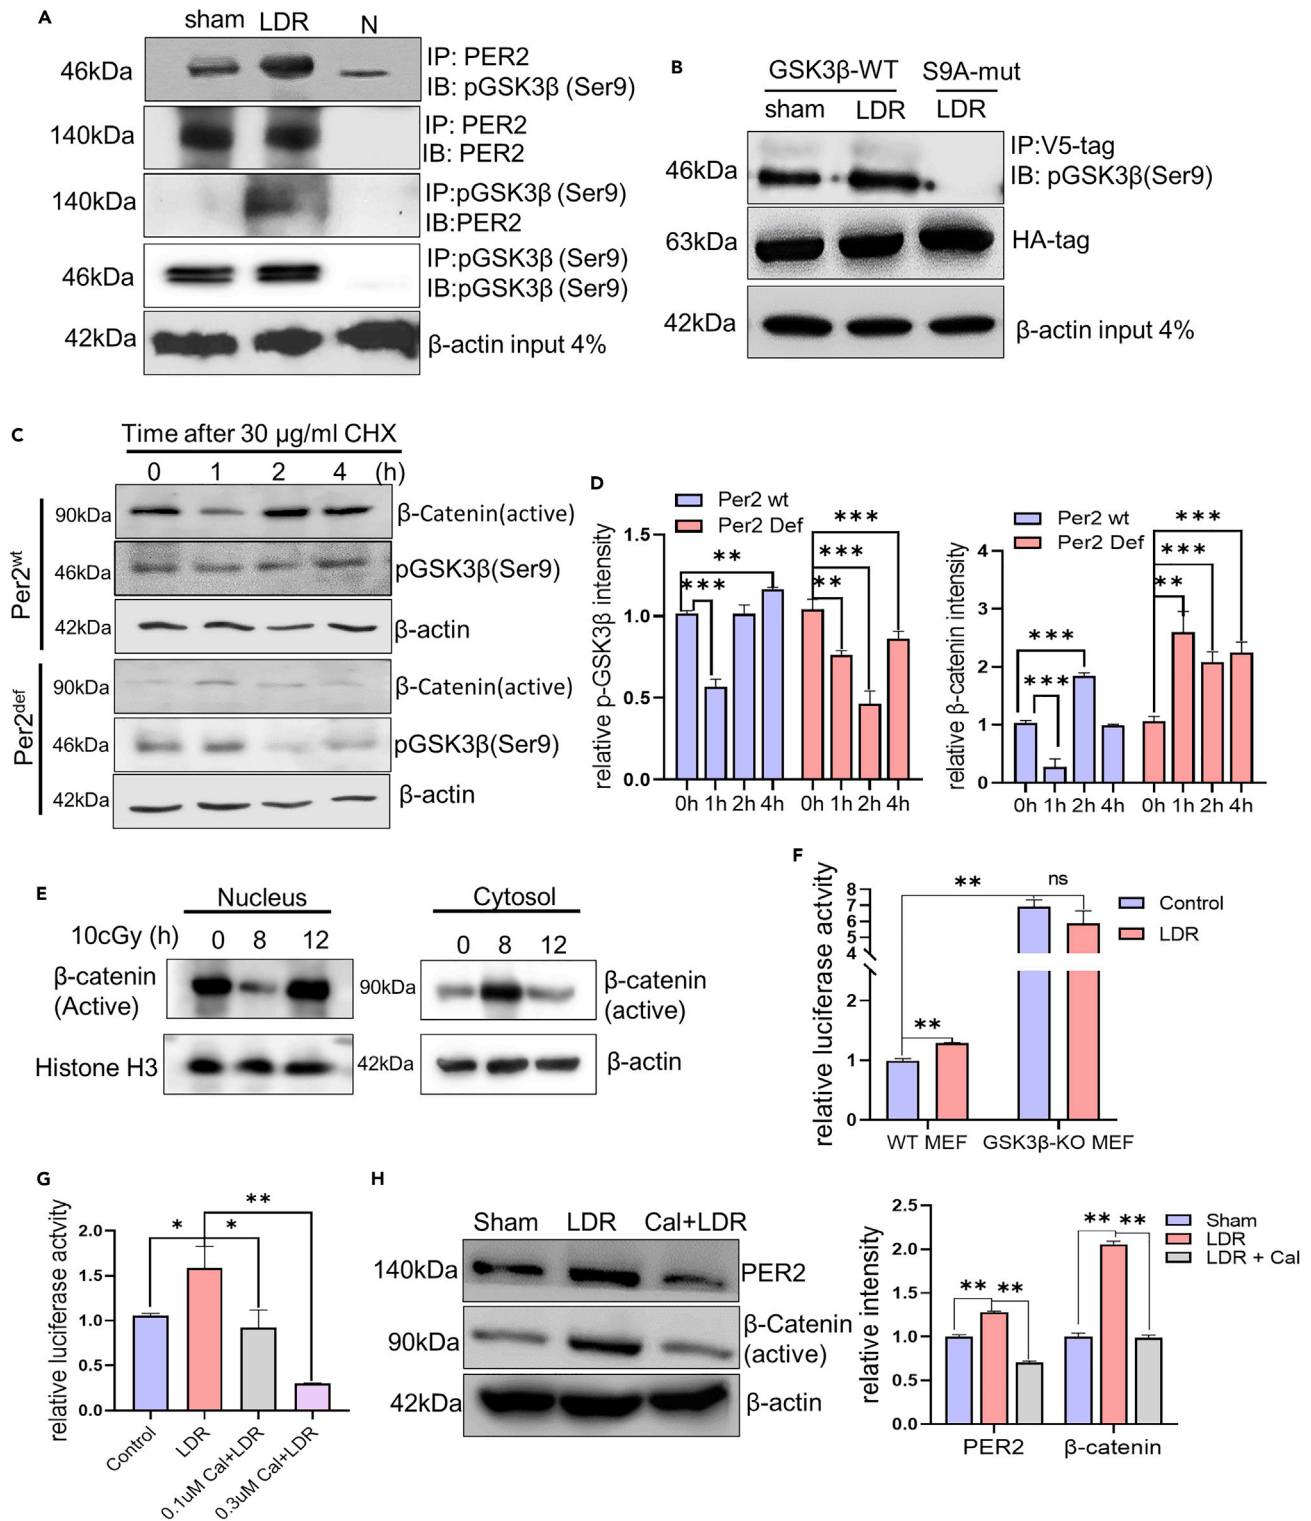 A
sham LDR N
46kDa
IP: PER2
IB: pGSK3β (Ser9)
140kDa
IP: PER2
IB: PER2
140kDa
IP:pGSK3β (Ser9)
IB:PER2
46kDa
IP:pGSK3β (Ser9)
IB:pGSK3β (Ser9)
42kDa
β-actin input 4%
B
GSK3β-WT S9A-mut
sham LDR LDR
46kDa
IP:V5-tag
IB: pGSK3β(Ser9)
63kDa
HA-tag
42kDa
β-actin input 4%
C
Time after 30 μg/ml CHX
0 1 2 4 (h)
Per2wt
90kDa
β-Catenin(active)
46kDa
pGSK3β(Ser9)
42kDa
β-actin
Per2def
90kDa
β-Catenin(active)
46kDa
pGSK3β(Ser9)
42kDa
β-actin
D
relative p-GSK3β intensity
Per2 wt
Per2 Def
1.5
1.0
0.5
0.0
*** ** ** *** ***
0h 1h 2h 4h 0h 1h 2h 4h
relative β-catenin intensity
Per2 wt
Per2 Def
4
3
2
1
0
*** *** ** *** ***
0h 1h 2h 4h 0h 1h 2h 4h
E
Nucleus Cytosol
10cGy (h) 0 8 12 0 8 12
β-catenin
(Active)
90kDa
β-catenin
(active)
Histone H3
42kDa
β-actin
F
relative luciferase actvity
8
7
6
5
4
2
1
0
** ns
**
Control
LDR
WT MEF GSK3β-KO MEF
G
relative luciferase actvity
2.0
1.5
1.0
0.5
0.0
* * **
Control
LDR
0.1uM Cal+LDR
0.3uM Cal+LDR
H
Sham LDR Cal+LDR
140kDa
PER2
90kDa
β-Catenin
(active)
42kDa
β-actin
relative intensity
2.5
2.0
1.5
1.0
0.5
0.0
** ** ** **
Sham
LDR
LDR + Cal
PER2 β-catenin